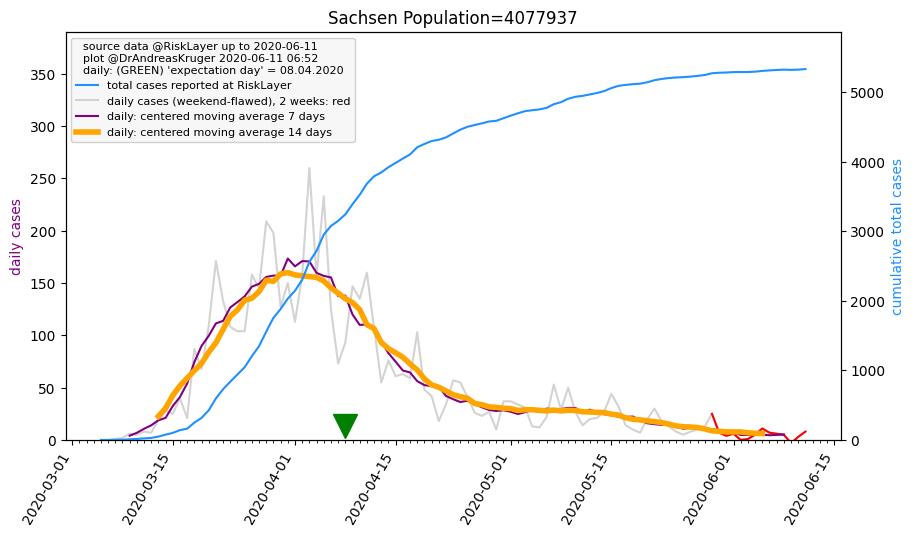 Sachsen Population=4077937
source data @RiskLayer up to 2020-06-11
plot @DrAndreasKruger 2020-06-11 06:52
daily: (GREEN) 'expectation day' = 08.04.2020
total cases reported at RiskLayer
daily cases (weekend-flawed), 2 weeks: red
daily: centered moving average 7 days
daily: centered moving average 14 days
350
300
250
200
150
100
50
0
daily cases
5000
4000
3000
2000
1000
0
cumulative total cases
2020-03-01
2020-03-15
2020-04-01
2020-04-15
2020-05-01
2020-05-15
2020-06-01
2020-06-15